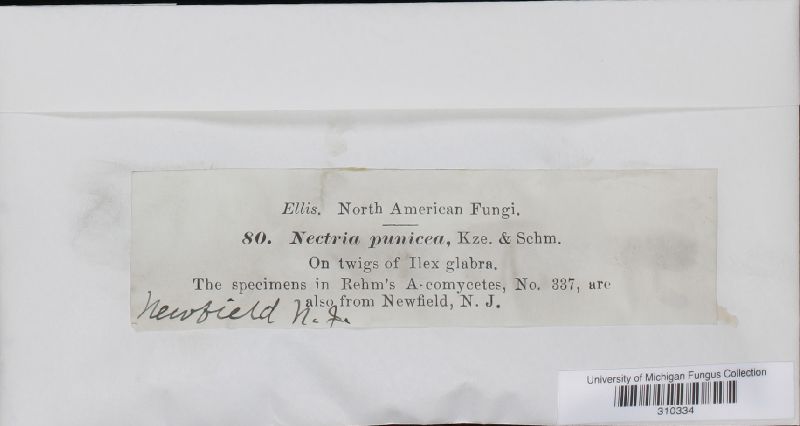 Ellis. North American Fungi.
80. Nectria punicea, Kze. & Schm.
On twigs of Ilex glabra.
The specimens in Rehm's A-comycetes, No. 337, are
also from Newfield, N. J.
Newfield N. J.
University of Michigan Fungus Collection
310334